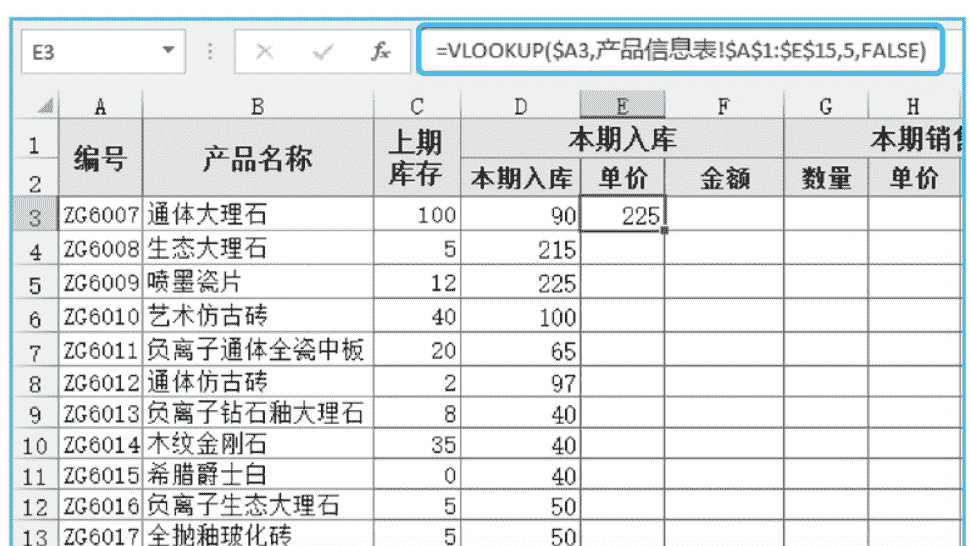 E3 fx =VLOOKUP($A3,产品信息表!$A$1:$E$15,5,FALSE)
A B C D E F G H
1 编号 产品名称 上期库存 本期入库 本期销售
2 本期入库 单价 金额 数量 单价
3 ZG6007 通体大理石 100 90 225
4 ZG6008 生态大理石 5 215
5 ZG6009 喷墨瓷片 12 225
6 ZG6010 艺术仿古砖 40 100
7 ZG6011 负离子通体全瓷中板 20 65
8 ZG6012 通体仿古砖 2 97
9 ZG6013 负离子钻石釉大理石 8 40
10 ZG6014 木纹金刚石 35 40
11 ZG6015 希腊爵士白 0 40
12 ZG6016 负离子生态大理石 5 50
13 ZG6017 全抛釉玻化砖 5 50